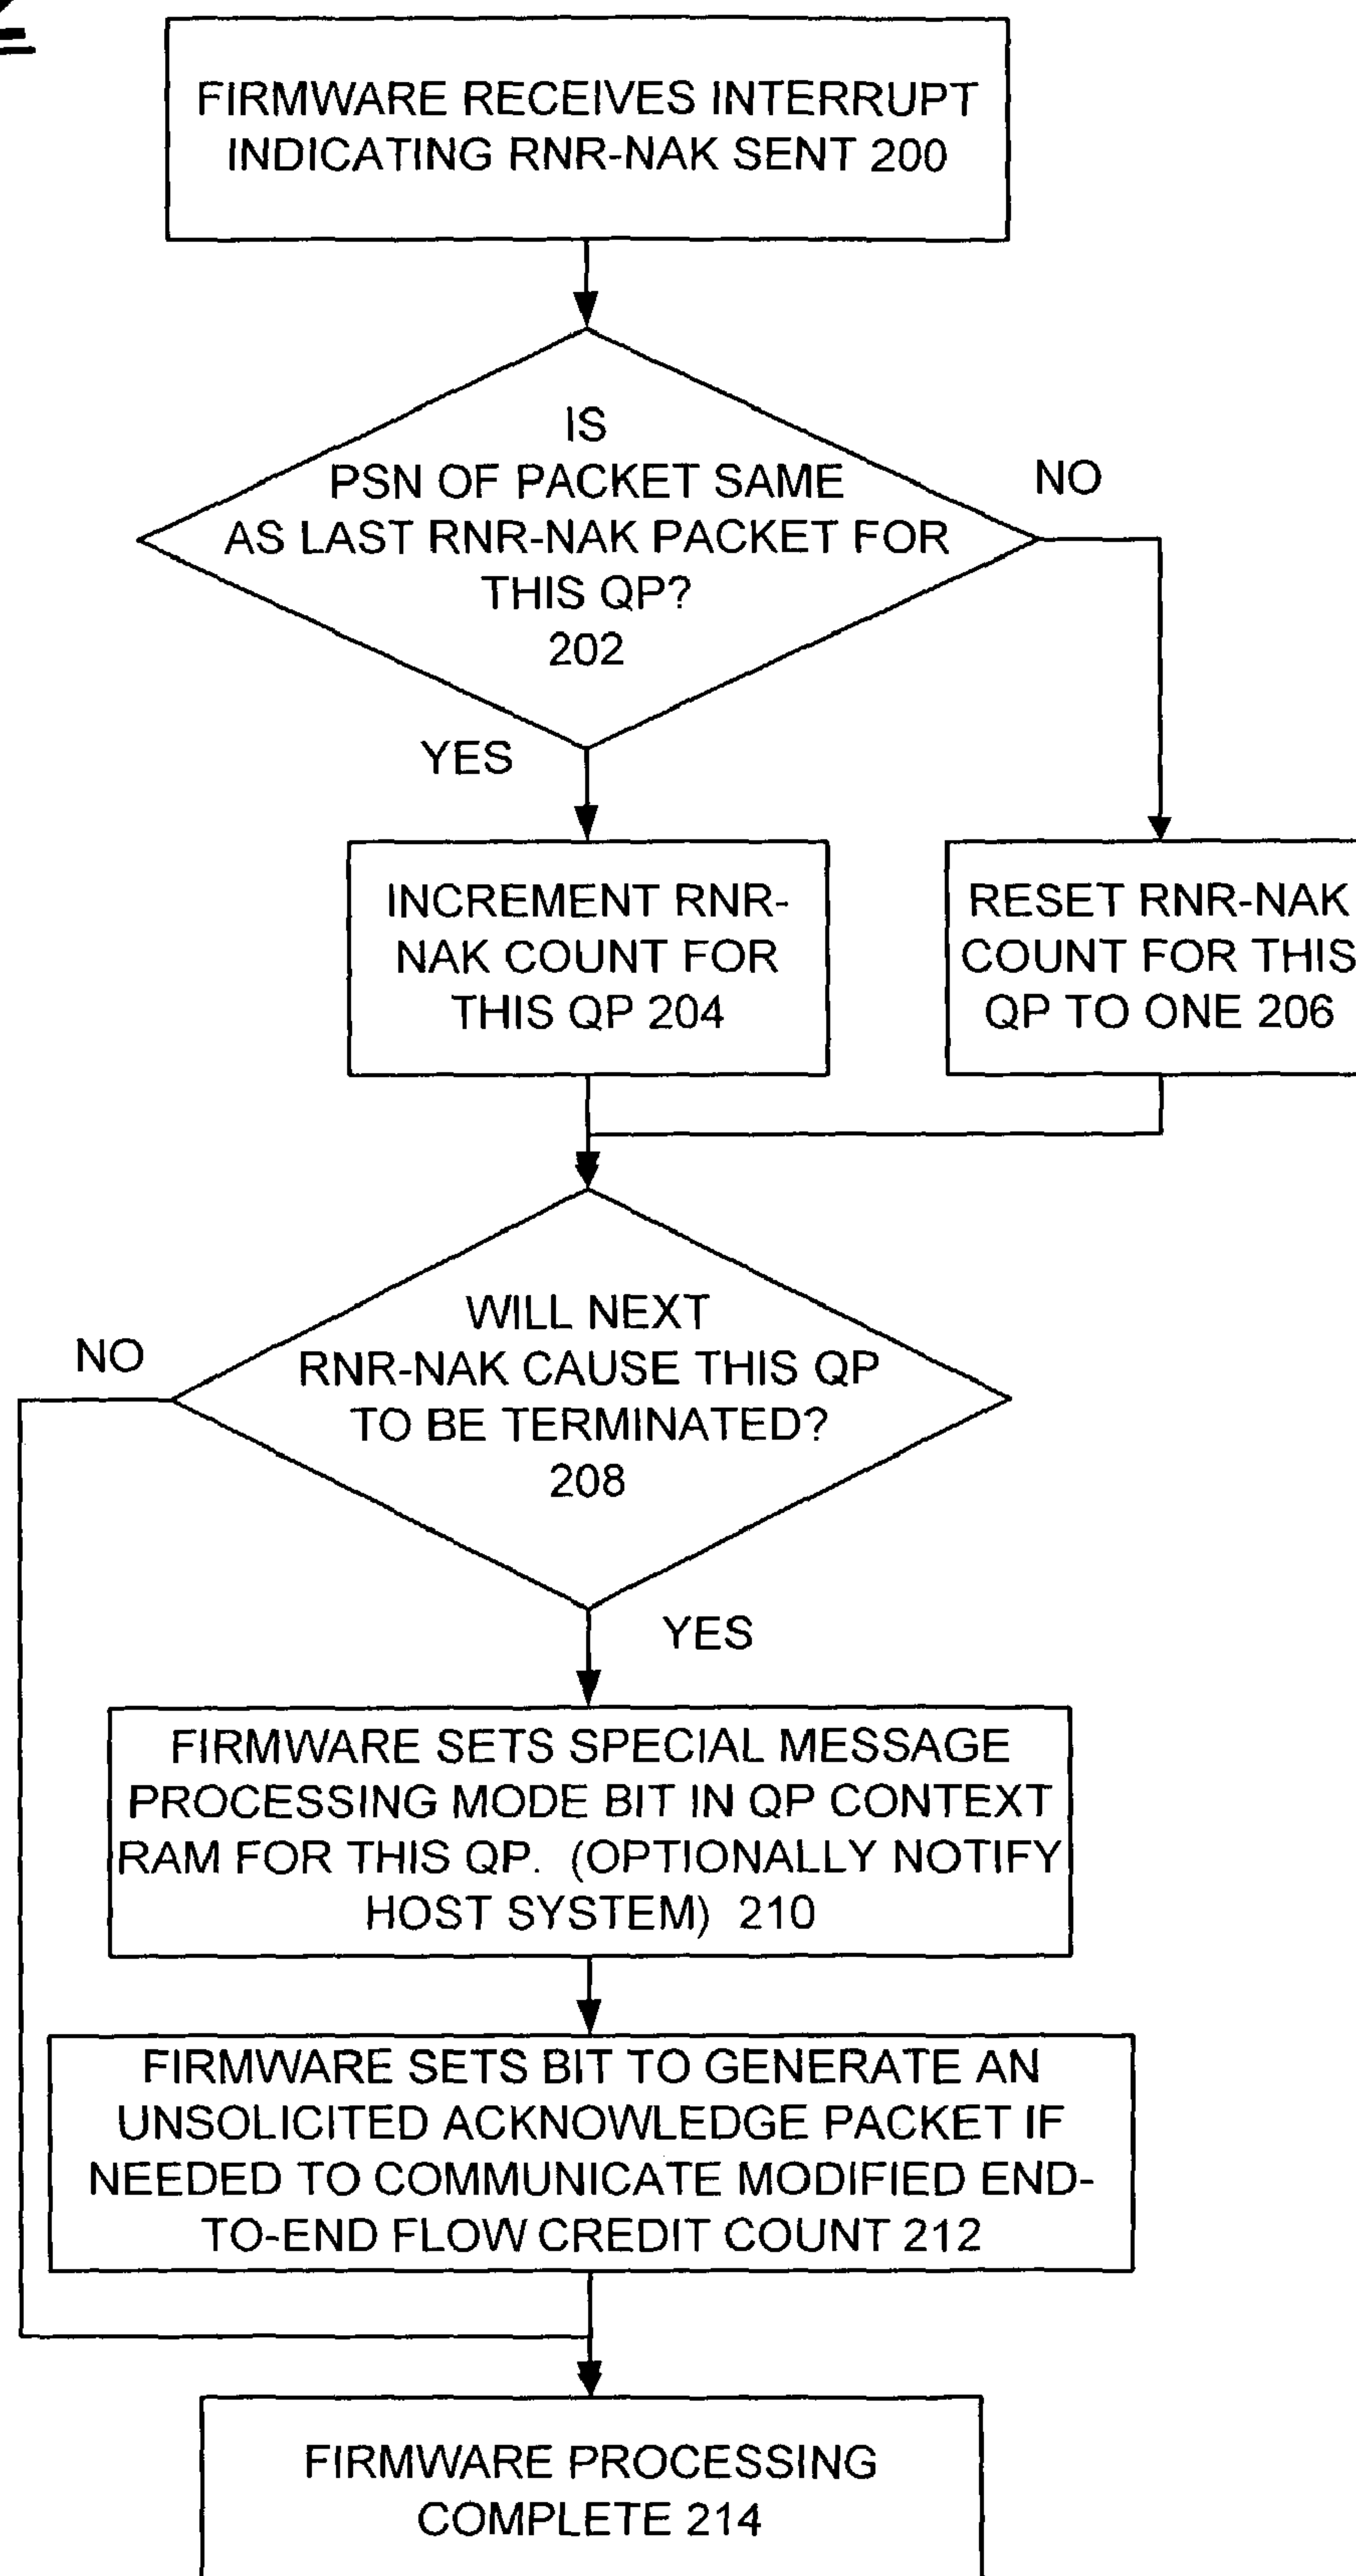 FIRMWARE RECEIVES INTERRUPT
INDICATING RNR-NAK SENT 200
IS
PSN OF PACKET SAME
AS LAST RNR-NAK PACKET FOR
THIS QP?
202
NO
YES
INCREMENT RNR-
NAK COUNT FOR
THIS QP 204
RESET RNR-NAK
COUNT FOR THIS
QP TO ONE 206
WILL NEXT
RNR-NAK CAUSE THIS QP
TO BE TERMINATED?
208
NO
YES
FIRMWARE SETS SPECIAL MESSAGE
PROCESSING MODE BIT IN QP CONTEXT
RAM FOR THIS QP. (OPTIONALLY NOTIFY
HOST SYSTEM) 210
FIRMWARE SETS BIT TO GENERATE AN
UNSOLICITED ACKNOWLEDGE PACKET IF
NEEDED TO COMMUNICATE MODIFIED END-
TO-END FLOW CREDIT COUNT 212
FIRMWARE PROCESSING
COMPLETE 214